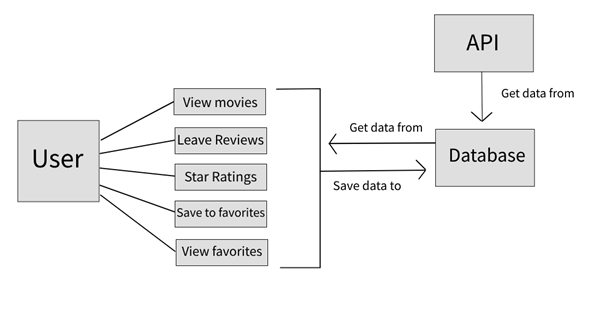 API
Get data from
View movies
Leave Reviews
Get data from
User
Database
Star Ratings
Save data to
Save to favorites
View favorites